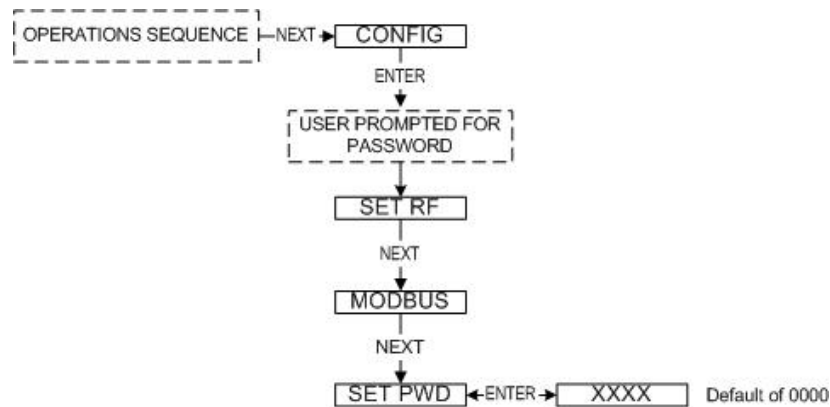 OPERATIONS SEQUENCE NEXT CONFIG
ENTER
USER PROMPTED FOR
PASSWORD
SET RF
NEXT
MODBUS
NEXT
SET PWD ENTER XXXX Default of 0000